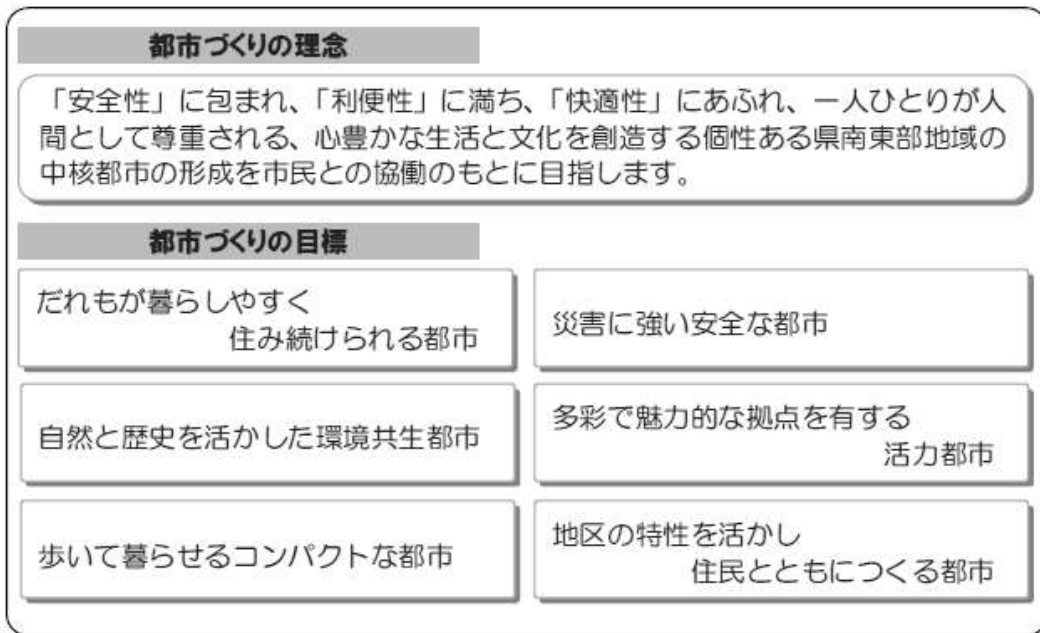 都市づくりの理念
「安全性」に包まれ、「利便性」に満ち、「快適性」にあふれ、一人ひとりが人
間として尊重される、心豊かな生活と文化を創造する個性ある県南東部地域の
中核都市の形成を市民との協働のもとに目指します。
都市づくりの目標
だれもが暮らしやすく
住み続けられる都市
災害に強い安全な都市
自然と歴史を活かした環境共生都市
多彩で魅力的な拠点を有する
活力都市
歩いて暮らせるコンパクトな都市
地区の特性を活かし
住民とともにつくる都市